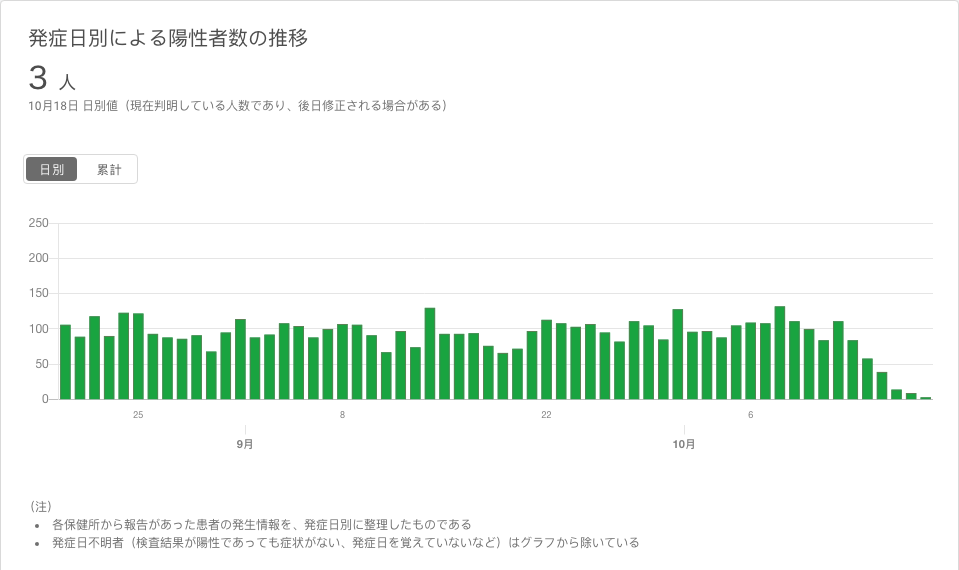 発症日別による陽性者数の推移
3 人
10月18日 日別値（現在判明している人数であり、後日修正される場合がある）
日別 累計
250
200
150
100
50
0
25 8 22 6
9月 10月
（注）
• 各保健所から報告があった患者の発生情報を、発症日別に整理したものである
• 発症日不明者（検査結果が陽性であっても症状がない、発症日を覚えていないなど）はグラフから除いている